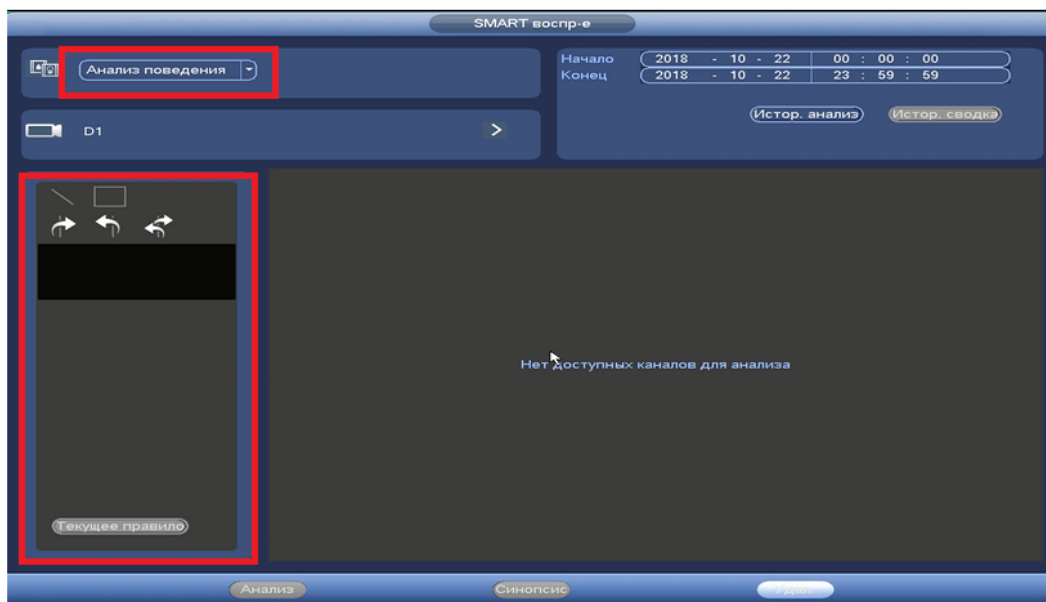 SMART воспр-е
Анализ поведения
Начало 2018 - 10 - 22 00 : 00 : 00
Конец 2018 - 10 - 22 23 : 59 : 59
Истор. анализ Истор. сводка
D1
Нет доступных каналов для анализа
Текущее правило
Анализ Синопсис